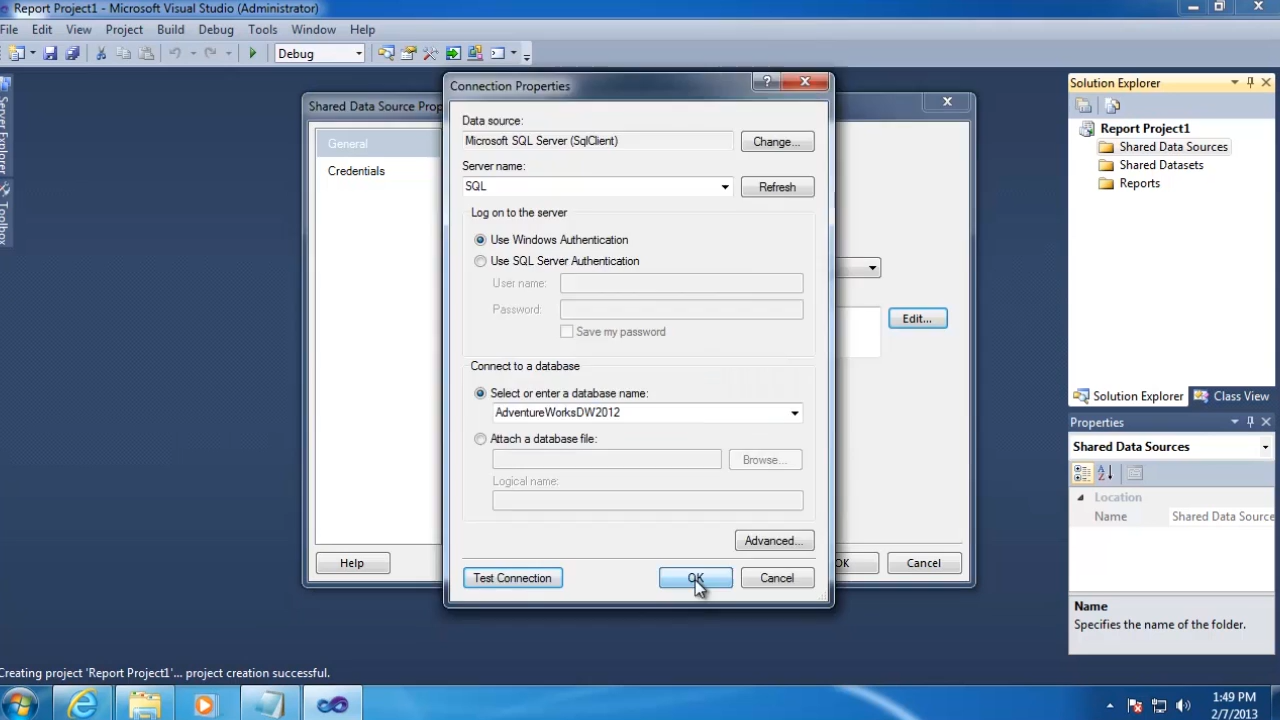 Report Project1 - Microsoft Visual Studio (Administrator)
File Edit View Project Build Debug Tools Window Help
Debug
Server Explorer
Toolbox
Shared Data Source Prop
General
Credentials
Edit...
Help
OK
Cancel
Connection Properties
Data source:
Microsoft SQL Server (SqlClient)
Change...
Server name:
SQL
Refresh
Log on to the server
Use Windows Authentication
Use SQL Server Authentication
User name:
Password:
Save my password
Connect to a database
Select or enter a database name:
AdventureWorksDW2012
Attach a database file:
Browse...
Logical name:
Advanced...
Test Connection
OK
Cancel
Solution Explorer
Report Project1
Shared Data Sources
Shared Datasets
Reports
Solution Explorer Class View
Properties
Shared Data Sources
Location
Name Shared Data Source
Name
Specifies the name of the folder.
Creating project 'Report Project1'... project creation successful.
1:49 PM
2/7/2013